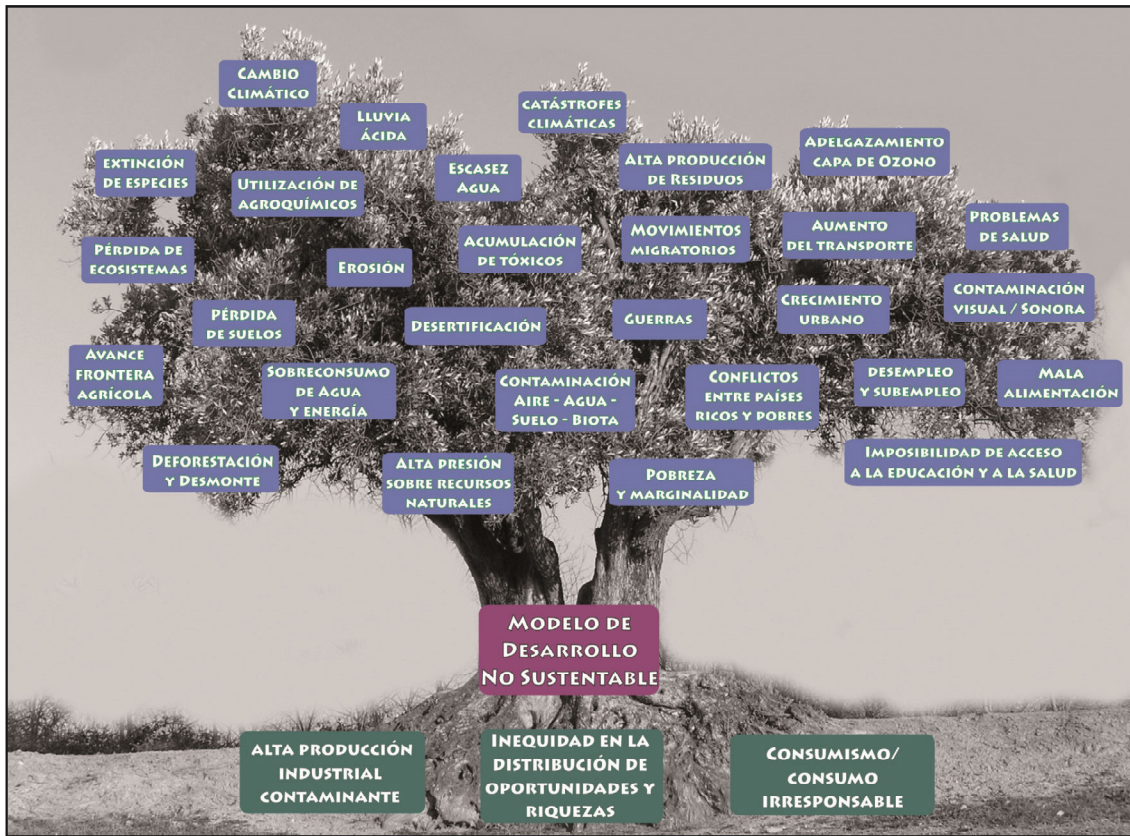 Cambio
Climático
Lluvia
Ácida
catástrofes
climáticas
Adelgazamiento
capa de Ozono
extinción
de especies
Utilización de
agroquímicos
Escasez
Agua
Alta producción
de Residuos
Problemas
de salud
Pérdida de
ecosistemas
Erosión
Acumulación
de tóxicos
Movimientos
migratorios
Aumento
del transporte
Contaminación
visual / Sonora
Pérdida
de suelos
Desertificación
Guerras
Crecimiento
urbano
Avance
frontera
agrícola
Sobreconsumo
de Agua
y energía
Contaminación
Aire - Agua -
Suelo - Biota
Conflictos
entre países
ricos y pobres
desempleo
y subempleo
Mala
alimentación
Deforestación
y Desmonte
Alta presión
sobre recursos
naturales
Pobreza
y marginalidad
Imposibilidad de acceso
a la educación y a la salud
Modelo de
Desarrollo
No Sustentable
alta producción
industrial
contaminante
Inequidad en la
distribución de
oportunidades y
riquezas
Consumismo/
consumo
irresponsable